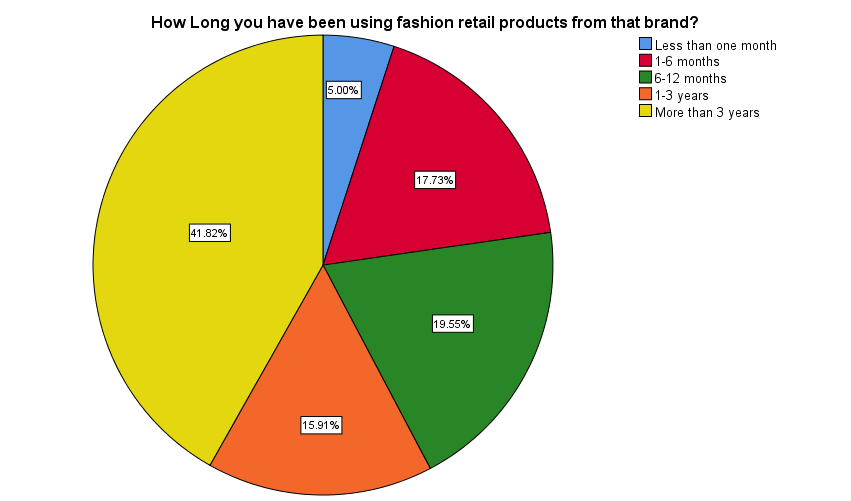 How Long you have been using fashion retail products from that brand?
Less than one month
1-6 months
6-12 months
1-3 years
More than 3 years
5.00%
17.73%
41.82%
19.55%
15.91%